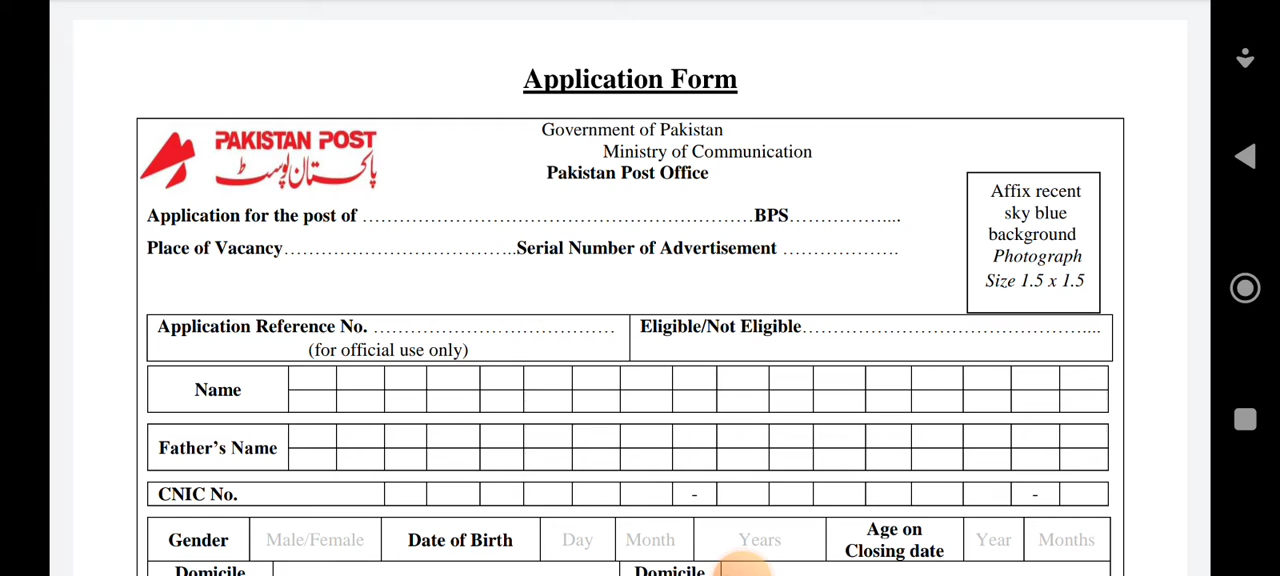 Application Form
PAKISTAN POST
پاکستان پوسٹ
Government of Pakistan
Ministry of Communication
Pakistan Post Office
Affix recent
sky blue
background
Photograph
Size 1.5 x 1.5
Application for the post of ……………………………………………………….BPS……………...
Place of Vacancy………………………………..Serial Number of Advertisement ……………….
Application Reference No. …………………………………
(for official use only)
Eligible/Not Eligible………………………………………...
Name
Father’s Name
CNIC No. - -
Gender Male/Female Date of Birth Day Month Years Age on Closing date Year Months
Domicile Domicile